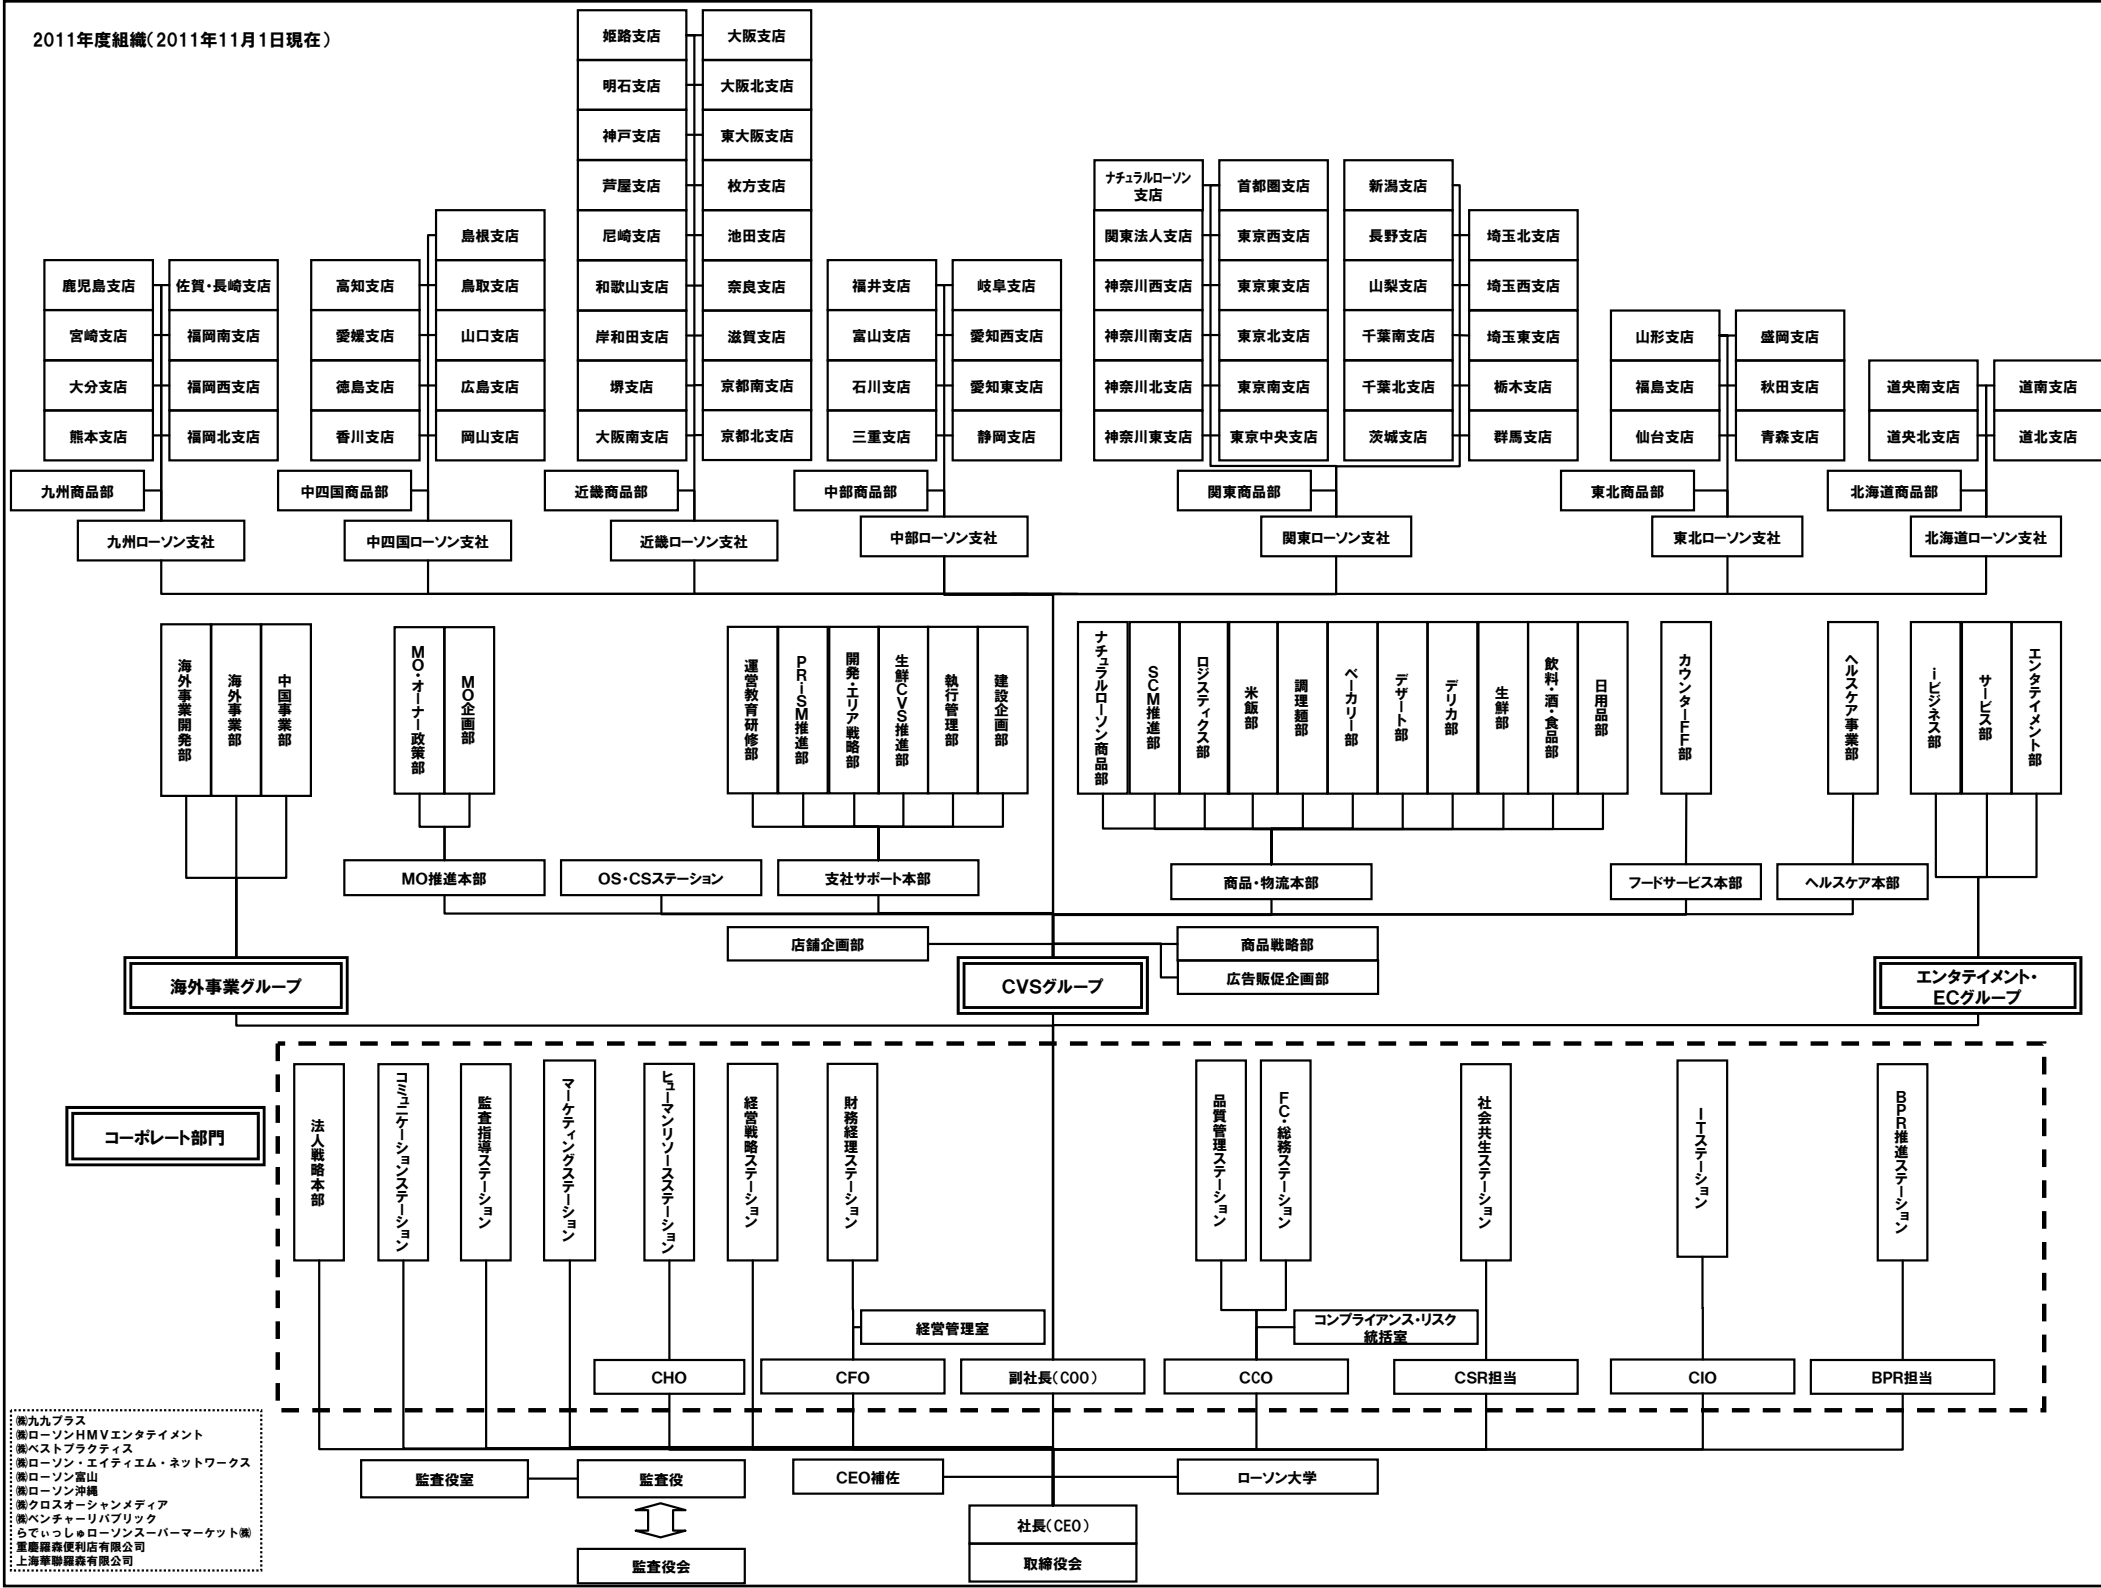 2011年度組織(2011年11月1日現在)
姫路支店
大阪支店
明石支店
大阪北支店
神戸支店
東大阪支店
芦屋支店
枚方支店
尼崎支店
池田支店
和歌山支店
奈良支店
岸和田支店
滋賀支店
堺支店
京都南支店
大阪南支店
京都北支店
鹿児島支店
佐賀・長崎支店
宮崎支店
福岡南支店
大分支店
福岡西支店
熊本支店
福岡北支店
島根支店
高知支店
鳥取支店
愛媛支店
山口支店
徳島支店
広島支店
香川支店
岡山支店
福井支店
岐阜支店
富山支店
愛知西支店
石川支店
愛知東支店
三重支店
静岡支店
ナチュラルローソン
支店
首都圏支店
関東法人支店
東京西支店
神奈川西支店
東京東支店
神奈川南支店
東京北支店
神奈川北支店
東京南支店
神奈川東支店
東京中央支店
新潟支店
長野支店
埼玉北支店
山梨支店
埼玉西支店
千葉南支店
埼玉東支店
千葉北支店
栃木支店
茨城支店
群馬支店
山形支店
盛岡支店
福島支店
秋田支店
仙台支店
青森支店
道央南支店
道南支店
道央北支店
道北支店
九州商品部
中四国商品部
近畿商品部
中部商品部
関東商品部
東北商品部
北海道商品部
九州ローソン支社
中四国ローソン支社
近畿ローソン支社
中部ローソン支社
関東ローソン支社
東北ローソン支社
北海道ローソン支社
海外事業開発部
海外事業部
中国事業部
MO・オーナー政策部
MO企画部
運営教育研修部
PRiSM推進部
開発・エリア戦略部
生鮮CVS推進部
執行管理部
建設企画部
ナチュラルローソン商品部
SCM推進部
ロジスティクス部
米飯部
調理麺部
ベーカリー部
デザート部
デリカ部
生鮮部
飲料・酒・食品部
日用品部
カウンターFF部
ヘルスケア事業部
i-ビジネス部
サービス部
エンタテイメント部
MO推進本部
OS・CSステーション
支社サポート本部
商品・物流本部
フードサービス本部
ヘルスケア本部
店舗企画部
商品戦略部
広告販促企画部
海外事業グループ
CVSグループ
エンタテイメント・
ECグループ
コーポレート部門
法人戦略本部
コミュニケーションステーション
監査指導ステーション
マーケティングステーション
ヒューマンリソースステーション
経営戦略ステーション
財務経理ステーション
品質管理ステーション
FC・総務ステーション
社会共生ステーション
ITステーション
BPR推進ステーション
経営管理室
コンプライアンス・リスク
統括室
CHO
CFO
副社長(COO)
CCO
CSR担当
CIO
BPR担当
㈱九九プラス
㈱ローソンHMVエンタテイメント
㈱ベストプラクティス
㈱ローソン・エイティエム・ネットワークス
㈱ローソン富山
㈱ローソン沖縄
㈱クロスオーシャンメディア
㈱ベンチャーリパブリック
らでぃっしゅローソンスーパーマーケット㈱
重慶羅森便利店有限公司
上海華聯羅森有限公司
監査役室
監査役
CEO補佐
ローソン大学
社長(CEO)
取締役会
監査役会